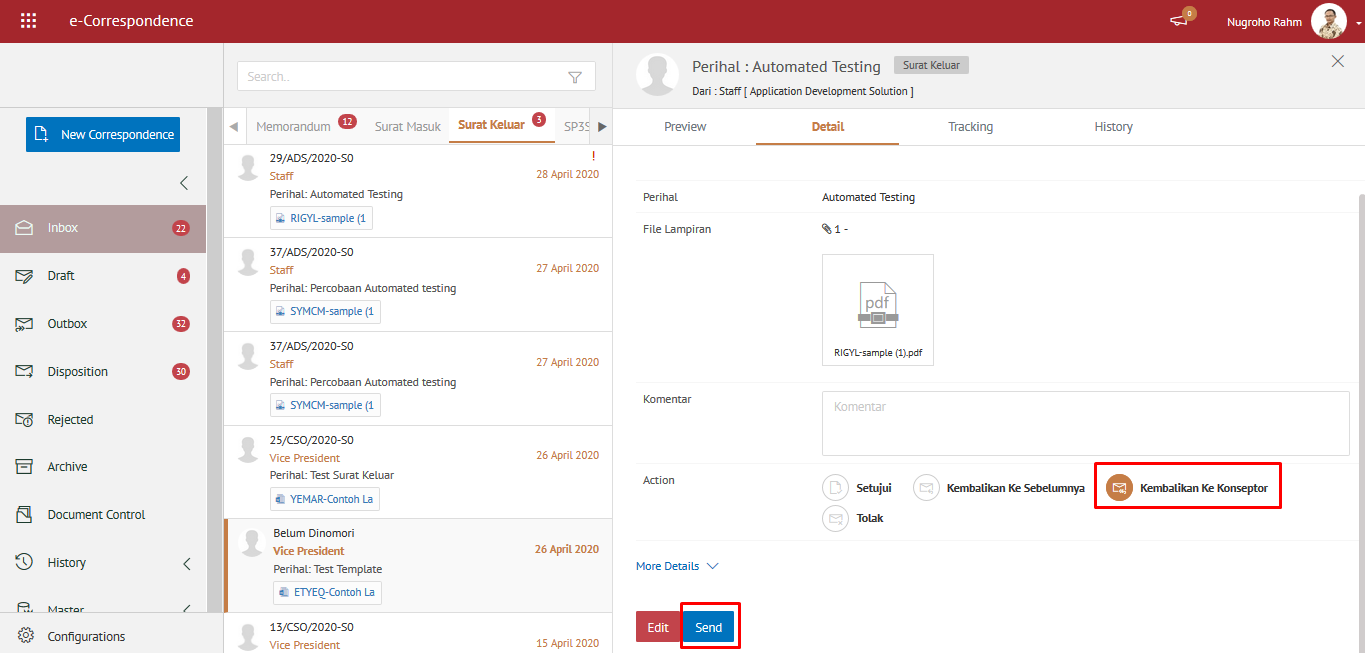 e-Correspondence
0
Nugroho Rahm
New Correspondence
Inbox 22
Draft 4
Outbox 32
Disposition 30
Rejected
Archive
Document Control
History
Master
Configurations
Search..
Memorandum 12 Surat Masuk Surat Keluar 3 SP3S
29/ADS/2020-S0 !
Staff 28 April 2020
Perihal: Automated Testing
RIGYL-sample (1
37/ADS/2020-S0
Staff 27 April 2020
Perihal: Percobaan Automated testing
SYMCM-sample (1
37/ADS/2020-S0
Staff 27 April 2020
Perihal: Percobaan Automated testing
SYMCM-sample (1
25/CSO/2020-S0
Vice President 26 April 2020
Perihal: Test Surat Keluar
YEMAR-Contoh La
Belum Dinomori
Vice President 26 April 2020
Perihal: Test Template
ETYEQ-Contoh La
13/CSO/2020-S0
Vice President 15 April 2020
Perihal : Automated Testing Surat Keluar
Dari : Staff [ Application Development Solution ]
Preview Detail Tracking History
Perihal Automated Testing
File Lampiran 1 -
pdf
RIGYL-sample (1).pdf
Komentar Komentar
Action Setujui Kembalikan Ke Sebelumnya Kembalikan Ke Konseptor
Tolak
More Details
Edit Send